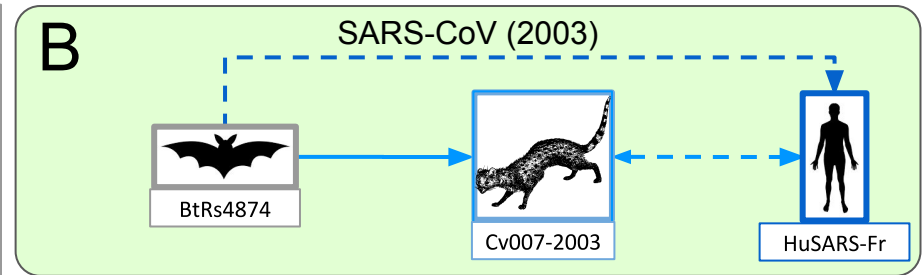 B
SARS-CoV (2003)
BtRs4874
Cv007-2003
HuSARS-Fr